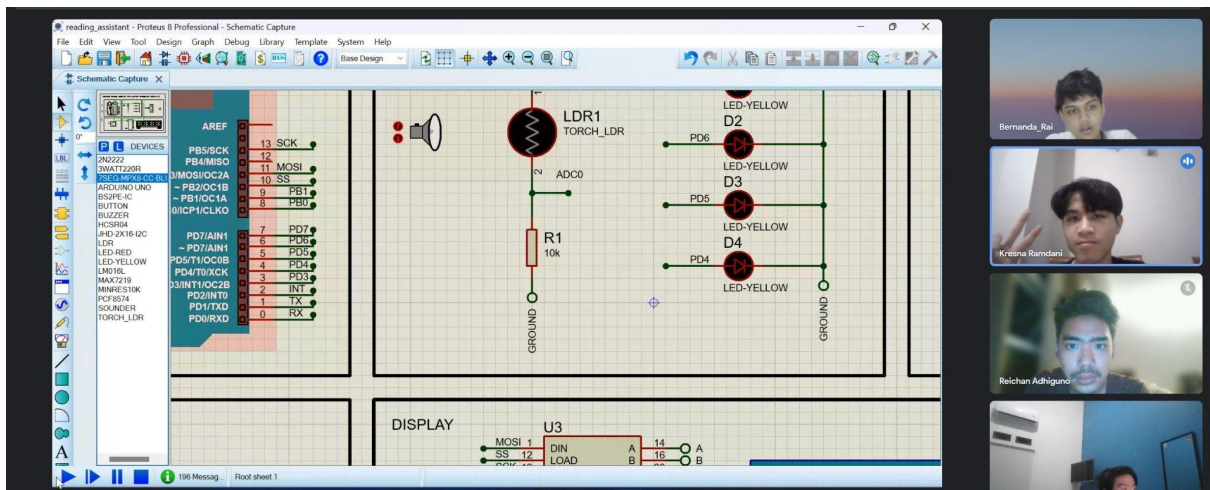 reading_assistant - Proteus 8 Professional - Schematic Capture
File Edit View Tool Design Graph Debug Library Template System Help
Base Design
Schematic Capture
0°
P L DEVICES
2N2222
3WATT220R
7SEG-MPX8-CC-BL
ARDUINO UNO
BS2PE-IC
BUTTON
BUZZER
HCSR04
JHD-2X16-I2C
LDR
LED-RED
LED-YELLOW
LM016L
MAX7219
MINRES10K
PCF8574
SOUNDER
TORCH_LDR
LBL
A
AREF
PB5/SCK 13 SCK
PB4/MISO 12
3/MOSI/OC2A 11 MOSI
~ PB2/OC1B 10 SS
~ PB1/OC1A 9 PB1
0/ICP1/CLKO 8 PB0
PD7/AIN1 7 PD7
~ PD7/AIN1 6 PD6
PD5/T1/OC0B 5 PD5
PD4/T0/XCK 4 PD4
D3/INT1/OC2B 3 PD3
PD2/INT0 2 INT
PD1/TXD 1 TX
PD0/RXD 0 RX
LDR1
TORCH_LDR
2 ADC0
R1
10k
GROUND
LED-YELLOW
D2
PD6
LED-YELLOW
D3
PD5
LED-YELLOW
D4
PD4
LED-YELLOW
GROUND
DISPLAY
U3
MOSI 1 DIN A 14 A
SS 12 LOAD B 16 B
196 Messag... Root sheet 1
Bernanda_Rai
Kresna Ramdani
Reichan Adhiguno